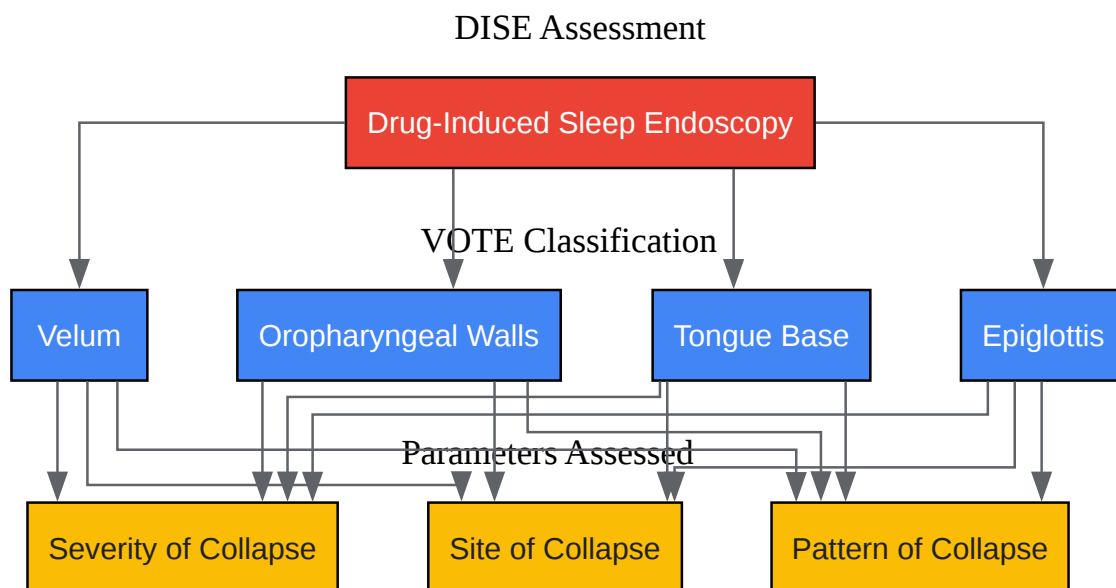 DISE Assessment
Drug-Induced Sleep Endoscopy
VOTE Classification
Velum
Oropharyngeal Walls
Tongue Base
Epiglottis
Parameters Assessed
Severity of Collapse
Site of Collapse
Pattern of Collapse